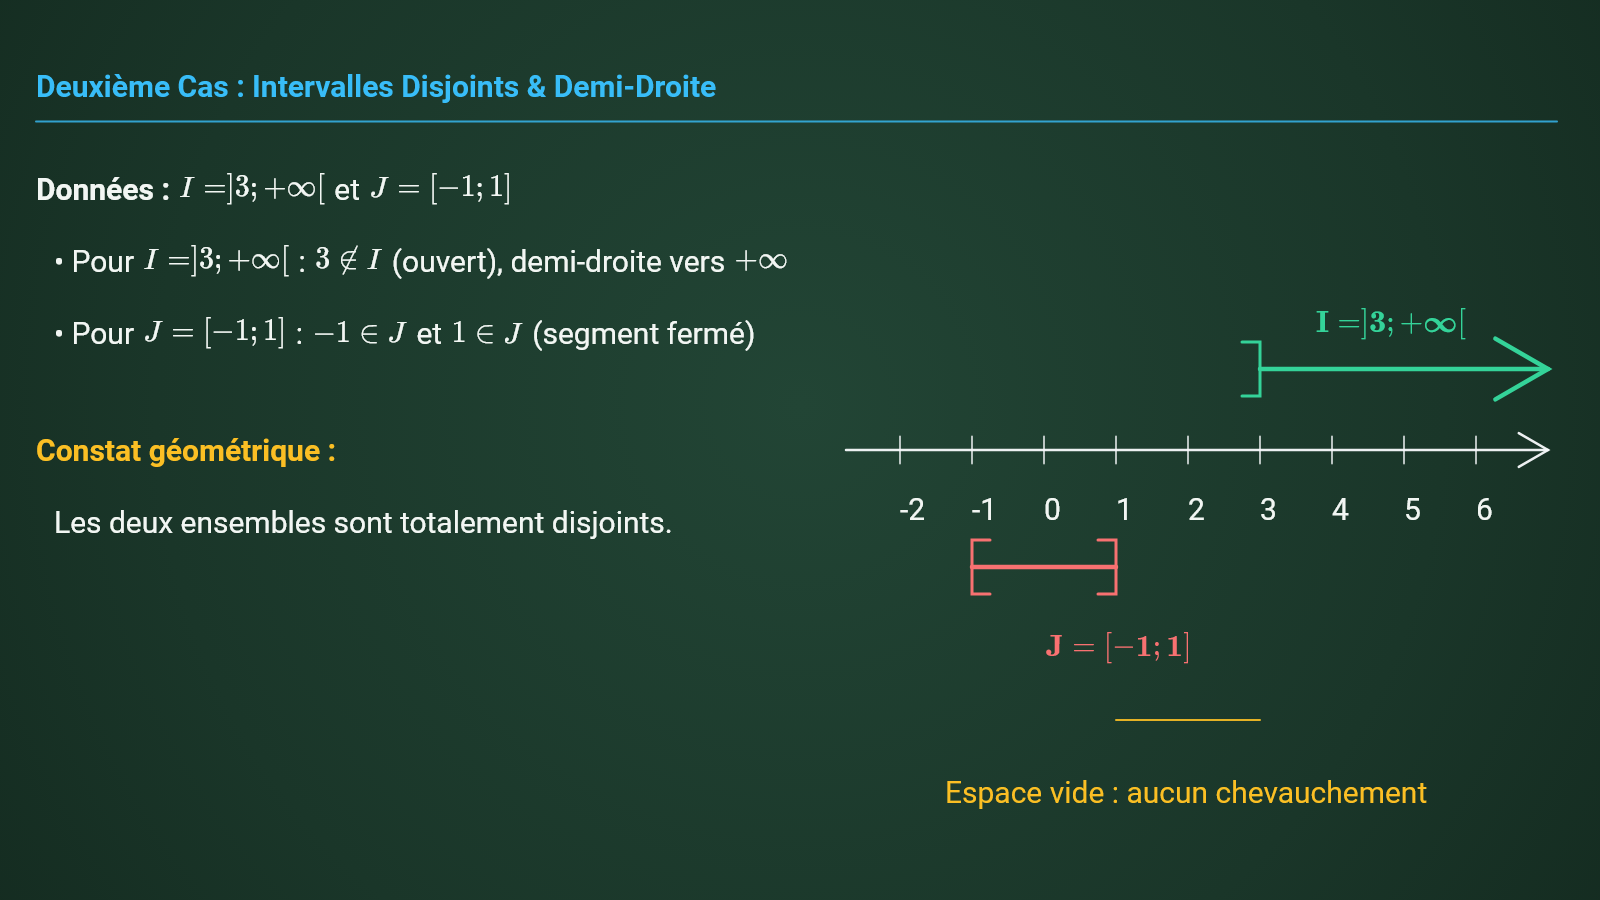 Deuxième Cas : Intervalles Disjoints & Demi-Droite
Données : I =]3; +∞[ et J = [−1; 1]
• Pour I =]3; +∞[ : 3 ∉ I (ouvert), demi-droite vers +∞
• Pour J = [−1; 1] : −1 ∈ J et 1 ∈ J (segment fermé)
I =]3; +∞[
Constat géométrique :
-2 -1 0 1 2 3 4 5 6
Les deux ensembles sont totalement disjoints.
J = [−1; 1]
Espace vide : aucun chevauchement